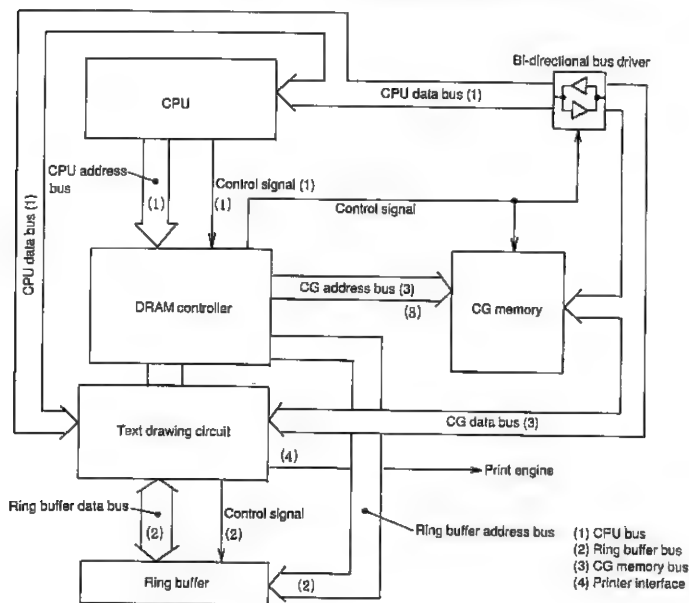 Bi-directional bus driver
CPU data bus (1)
CPU
CPU address
bus
(1)
Control signal (1)
(1)
Control signal
CPU data bus (1)
DRAM controller
CG address bus (3)
(3)
CG memory
Text drawing circuit
CG data bus (3)
(4)
Print engine
Ring buffer data bus
(2)
Control signal
(2)
Ring buffer address bus
Ring buffer
(2)
(1) CPU bus
(2) Ring buffer bus
(3) CG memory bus
(4) Printer interface